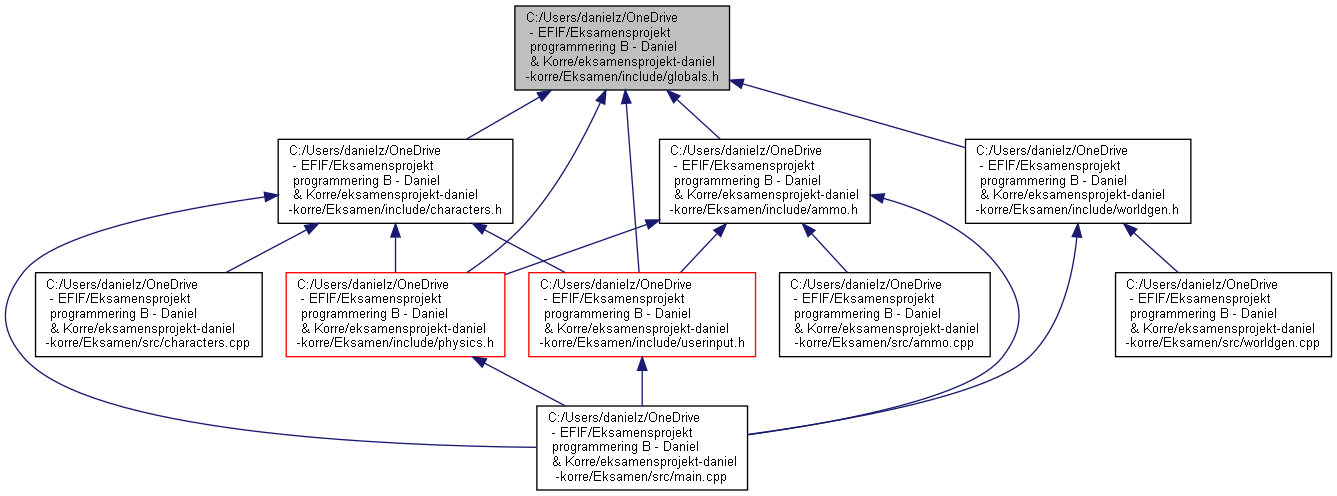 C:/Users/danielz/OneDrive
- EFIF/Eksamensprojekt
programmering B - Daniel
& Korre/eksamensprojekt-daniel
-korre/Eksamen/include/globals.h
C:/Users/danielz/OneDrive
- EFIF/Eksamensprojekt
programmering B - Daniel
& Korre/eksamensprojekt-daniel
-korre/Eksamen/include/characters.h
C:/Users/danielz/OneDrive
- EFIF/Eksamensprojekt
programmering B - Daniel
& Korre/eksamensprojekt-daniel
-korre/Eksamen/include/ammo.h
C:/Users/danielz/OneDrive
- EFIF/Eksamensprojekt
programmering B - Daniel
& Korre/eksamensprojekt-daniel
-korre/Eksamen/include/worldgen.h
C:/Users/danielz/OneDrive
- EFIF/Eksamensprojekt
programmering B - Daniel
& Korre/eksamensprojekt-daniel
-korre/Eksamen/src/characters.cpp
C:/Users/danielz/OneDrive
- EFIF/Eksamensprojekt
programmering B - Daniel
& Korre/eksamensprojekt-daniel
-korre/Eksamen/include/physics.h
C:/Users/danielz/OneDrive
- EFIF/Eksamensprojekt
programmering B - Daniel
& Korre/eksamensprojekt-daniel
-korre/Eksamen/include/userinput.h
C:/Users/danielz/OneDrive
- EFIF/Eksamensprojekt
programmering B - Daniel
& Korre/eksamensprojekt-daniel
-korre/Eksamen/src/ammo.cpp
C:/Users/danielz/OneDrive
- EFIF/Eksamensprojekt
programmering B - Daniel
& Korre/eksamensprojekt-daniel
-korre/Eksamen/src/worldgen.cpp
C:/Users/danielz/OneDrive
- EFIF/Eksamensprojekt
programmering B - Daniel
& Korre/eksamensprojekt-daniel
-korre/Eksamen/src/main.cpp